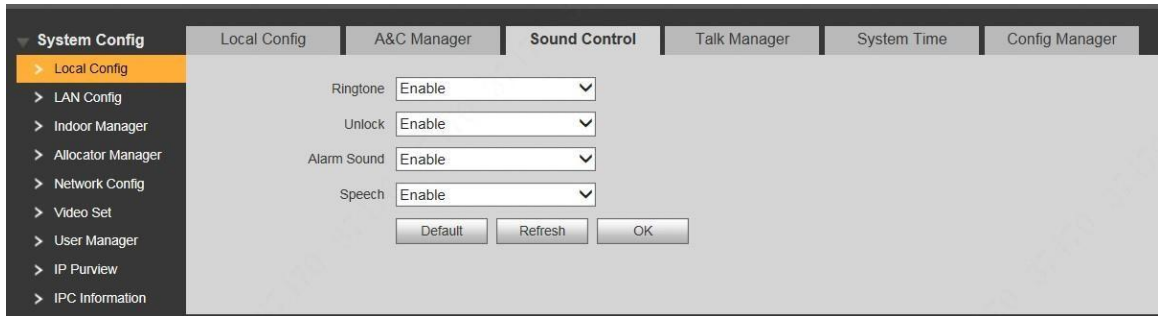 System Config
Local Config
LAN Config
Indoor Manager
Allocator Manager
Network Config
Video Set
User Manager
IP Purview
IPC Information
Local Config A&C Manager Sound Control Talk Manager System Time Config Manager
Ringtone Enable
Unlock Enable
Alarm Sound Enable
Speech Enable
Default Refresh OK